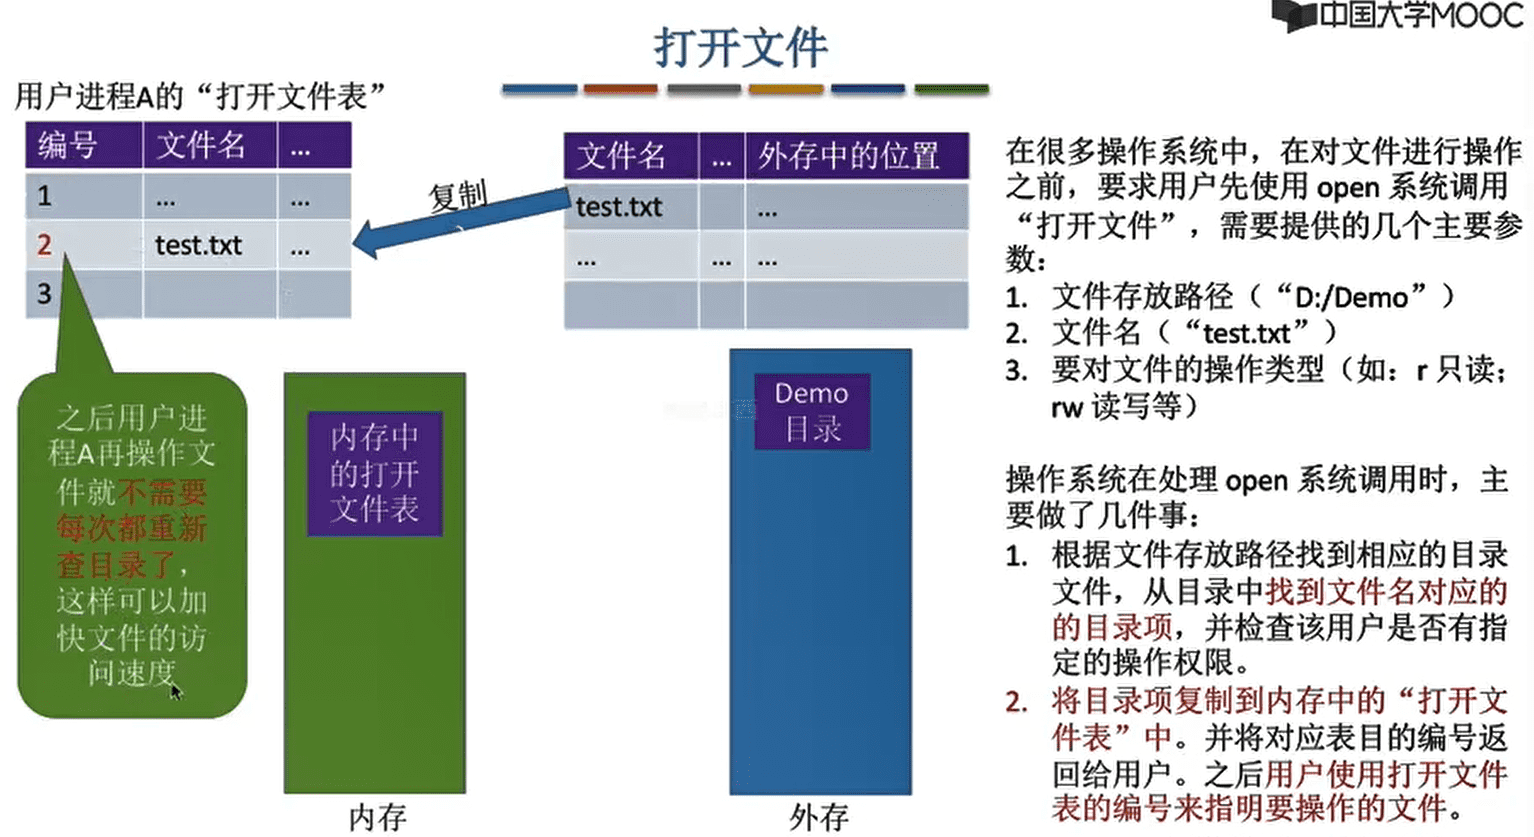 中国大学MOOC
打开文件
用户进程A的“打开文件表”
编号 文件名 ...
1 ... ...
2 test.txt ...
3
复制
文件名 ... 外存中的位置
test.txt ...
... ... ...
之后用户进
程A再操作文
件就不需要
每次都重新
查目录了，
这样可以加
快文件的访
问速度
内存中
的打开
文件表
内存
Demo
目录
外存
在很多操作系统中，在对文件进行操作
之前，要求用户先使用 open 系统调用
“打开文件”，需要提供的几个主要参
数：
1. 文件存放路径（“D:/Demo”）
2. 文件名（“test.txt”）
3. 要对文件的操作类型（如：r 只读；
rw 读写等）
操作系统在处理 open 系统调用时，主
要做了几件事：
1. 根据文件存放路径找到相应的目录
文件，从目录中找到文件名对应的
的目录项，并检查该用户是否有指
定的操作权限。
2. 将目录项复制到内存中的“打开文
件表”中。并将对应表目的编号返
回给用户。之后用户使用打开文件
表的编号来指明要操作的文件。